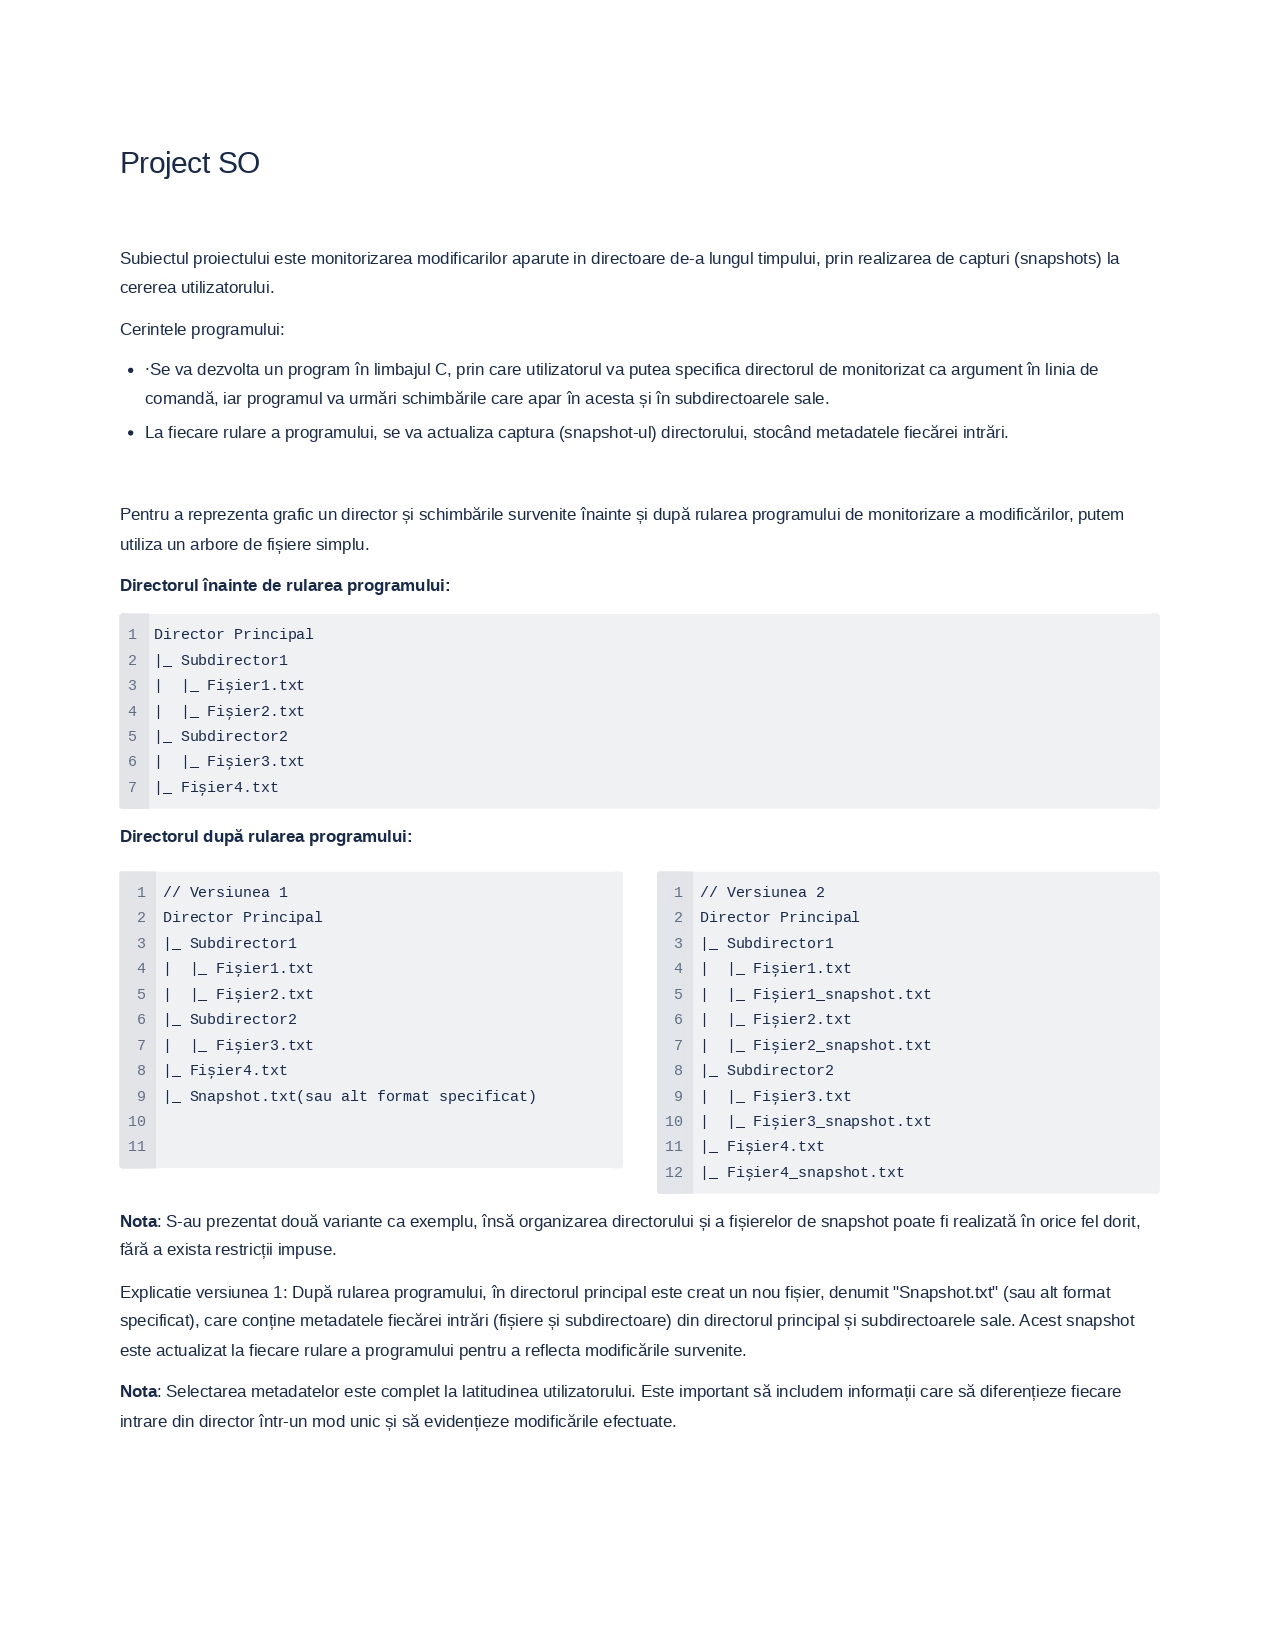 Project SO
Subiectul proiectului este monitorizarea modificarilor aparute in directoare de-a lungul timpului, prin realizarea de capturi (snapshots) la
cererea utilizatorului.
Cerintele programului:
• ·Se va dezvolta un program în limbajul C, prin care utilizatorul va putea specifica directorul de monitorizat ca argument în linia de
comandă, iar programul va urmări schimbările care apar în acesta și în subdirectoarele sale.
• La fiecare rulare a programului, se va actualiza captura (snapshot-ul) directorului, stocând metadatele fiecărei intrări.
Pentru a reprezenta grafic un director și schimbările survenite înainte și după rularea programului de monitorizare a modificărilor, putem
utiliza un arbore de fișiere simplu.
Directorul înainte de rularea programului:
1 Director Principal
2 |_ Subdirector1
3 |  |_ Fișier1.txt
4 |  |_ Fișier2.txt
5 |_ Subdirector2
6 |  |_ Fișier3.txt
7 |_ Fișier4.txt
Directorul după rularea programului:
1 // Versiunea 1
2 Director Principal
3 |_ Subdirector1
4 |  |_ Fișier1.txt
5 |  |_ Fișier2.txt
6 |_ Subdirector2
7 |  |_ Fișier3.txt
8 |_ Fișier4.txt
9 |_ Snapshot.txt(sau alt format specificat)
10
11
1 // Versiunea 2
2 Director Principal
3 |_ Subdirector1
4 |  |_ Fișier1.txt
5 |  |_ Fișier1_snapshot.txt
6 |  |_ Fișier2.txt
7 |  |_ Fișier2_snapshot.txt
8 |_ Subdirector2
9 |  |_ Fișier3.txt
10 |  |_ Fișier3_snapshot.txt
11 |_ Fișier4.txt
12 |_ Fișier4_snapshot.txt
Nota: S-au prezentat două variante ca exemplu, însă organizarea directorului și a fișierelor de snapshot poate fi realizată în orice fel dorit,
fără a exista restricții impuse.
Explicatie versiunea 1: După rularea programului, în directorul principal este creat un nou fișier, denumit "Snapshot.txt" (sau alt format
specificat), care conține metadatele fiecărei intrări (fișiere și subdirectoare) din directorul principal și subdirectoarele sale. Acest snapshot
este actualizat la fiecare rulare a programului pentru a reflecta modificările survenite.
Nota: Selectarea metadatelor este complet la latitudinea utilizatorului. Este important să includem informații care să diferențieze fiecare
intrare din director într-un mod unic și să evidențieze modificările efectuate.